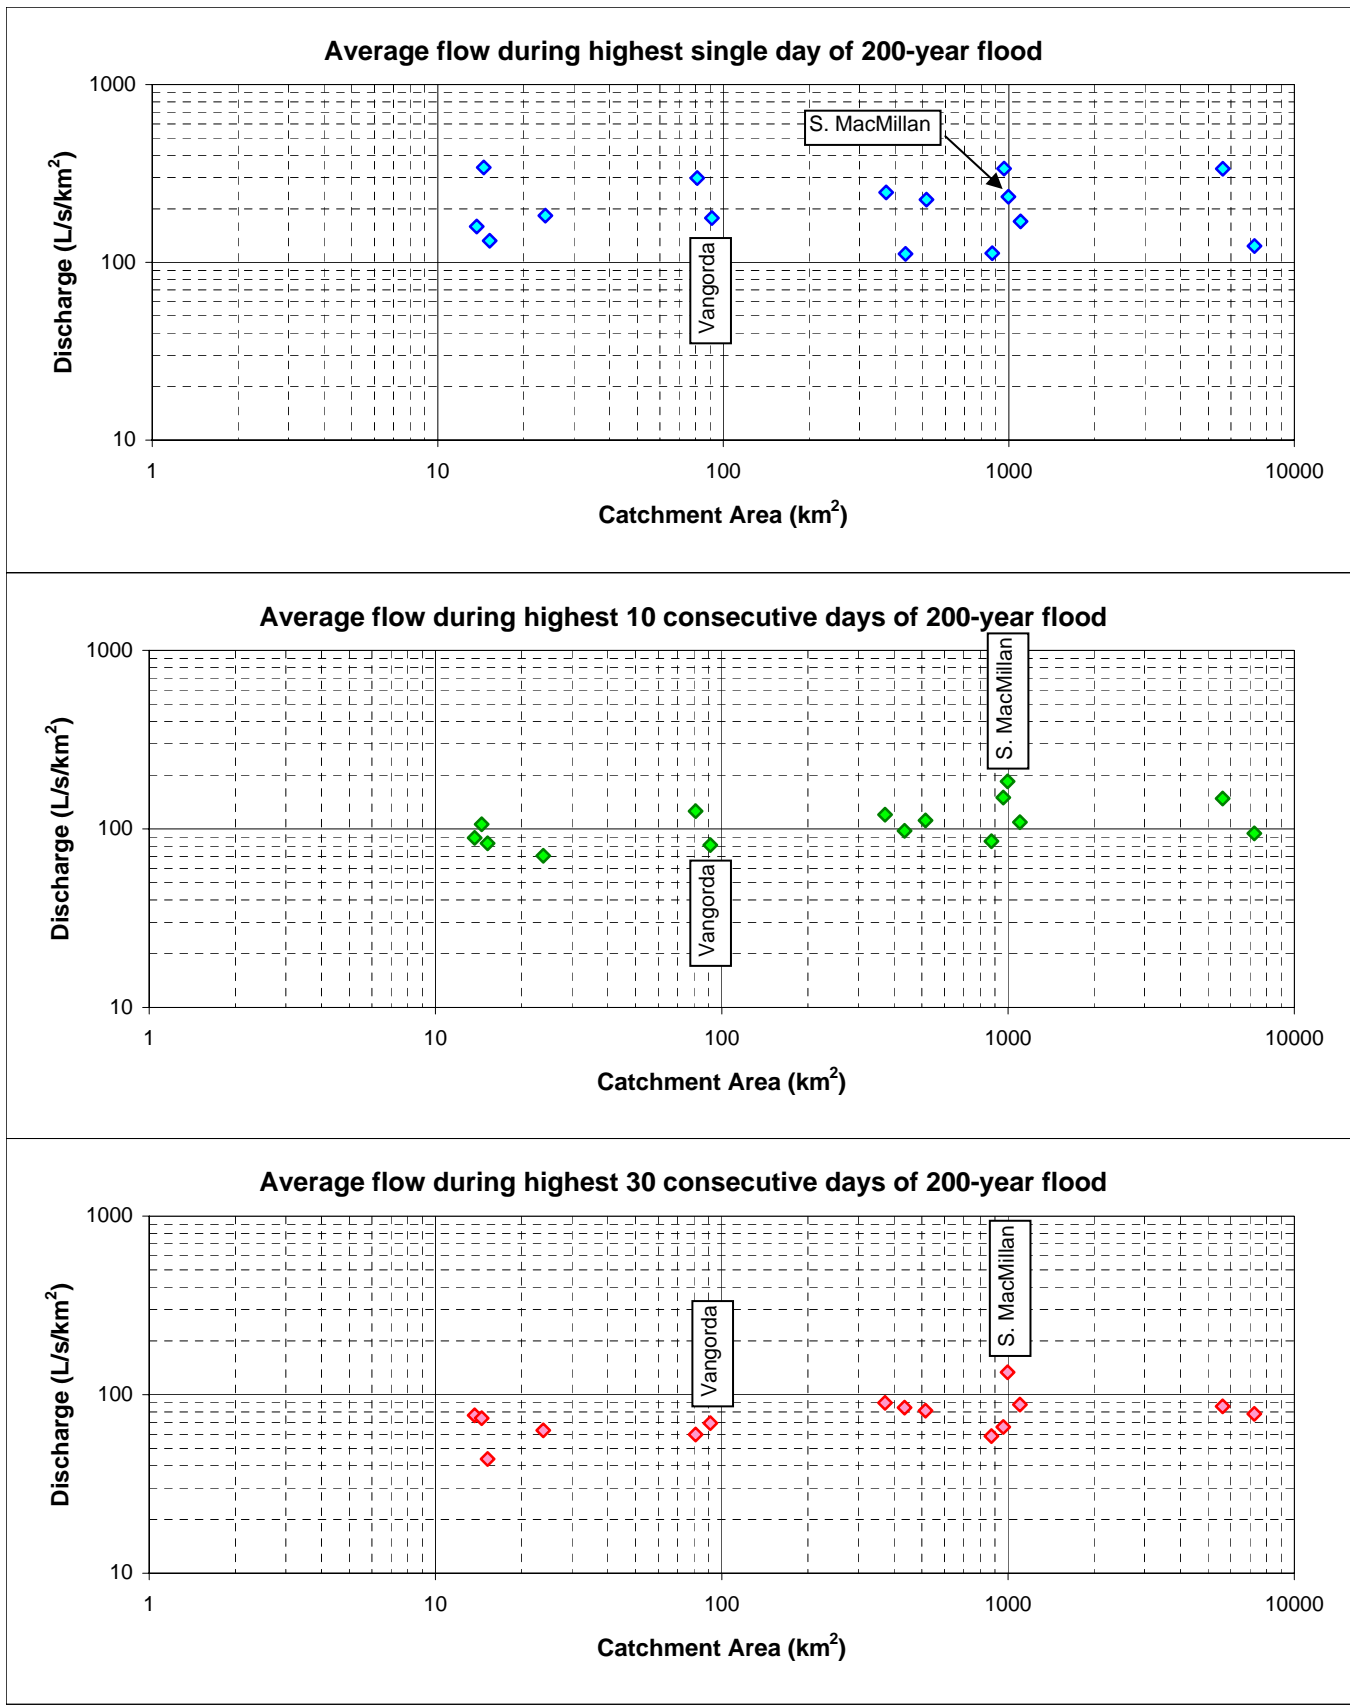 Average flow during highest single day of 200-year flood
1000
S. MacMillan
Discharge (L/s/km²)
100
Vangorda
10
1
10
100
1000
10000
Catchment Area (km²)
Average flow during highest 10 consecutive days of 200-year flood
1000
S. MacMillan
Discharge (L/s/km²)
100
Vangorda
10
1
10
100
1000
10000
Catchment Area (km²)
Average flow during highest 30 consecutive days of 200-year flood
1000
S. MacMillan
Vangorda
Discharge (L/s/km²)
100
10
1
10
100
1000
10000
Catchment Area (km²)